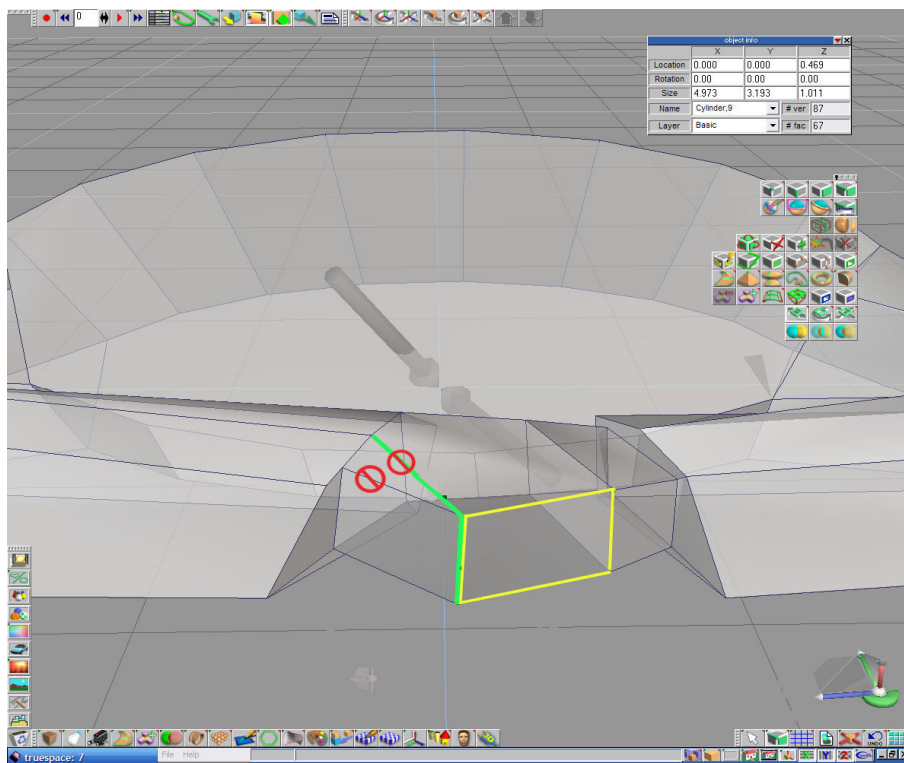 0
object info
X Y Z
Location 0.000 0.000 0.469
Rotation 0.00 0.00 0.00
Size 4.973 3.193 1.011
Name Cylinder,9 # ver 87
Layer Basic # fac 67
UNDO
truespace: 7 File Help